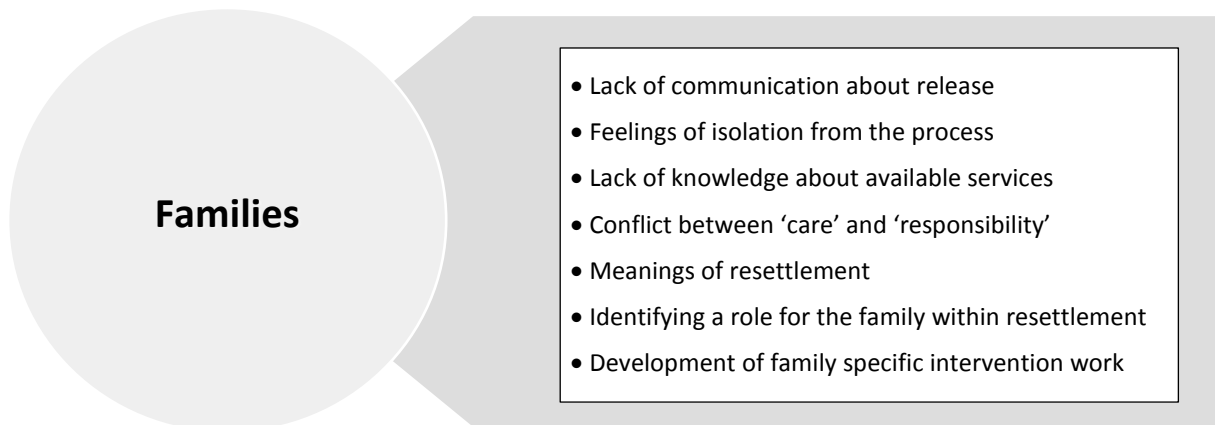 Families
• Lack of communication about release
• Feelings of isolation from the process
• Lack of knowledge about available services
• Conflict between ‘care’ and ‘responsibility’
• Meanings of resettlement
• Identifying a role for the family within resettlement
• Development of family specific intervention work